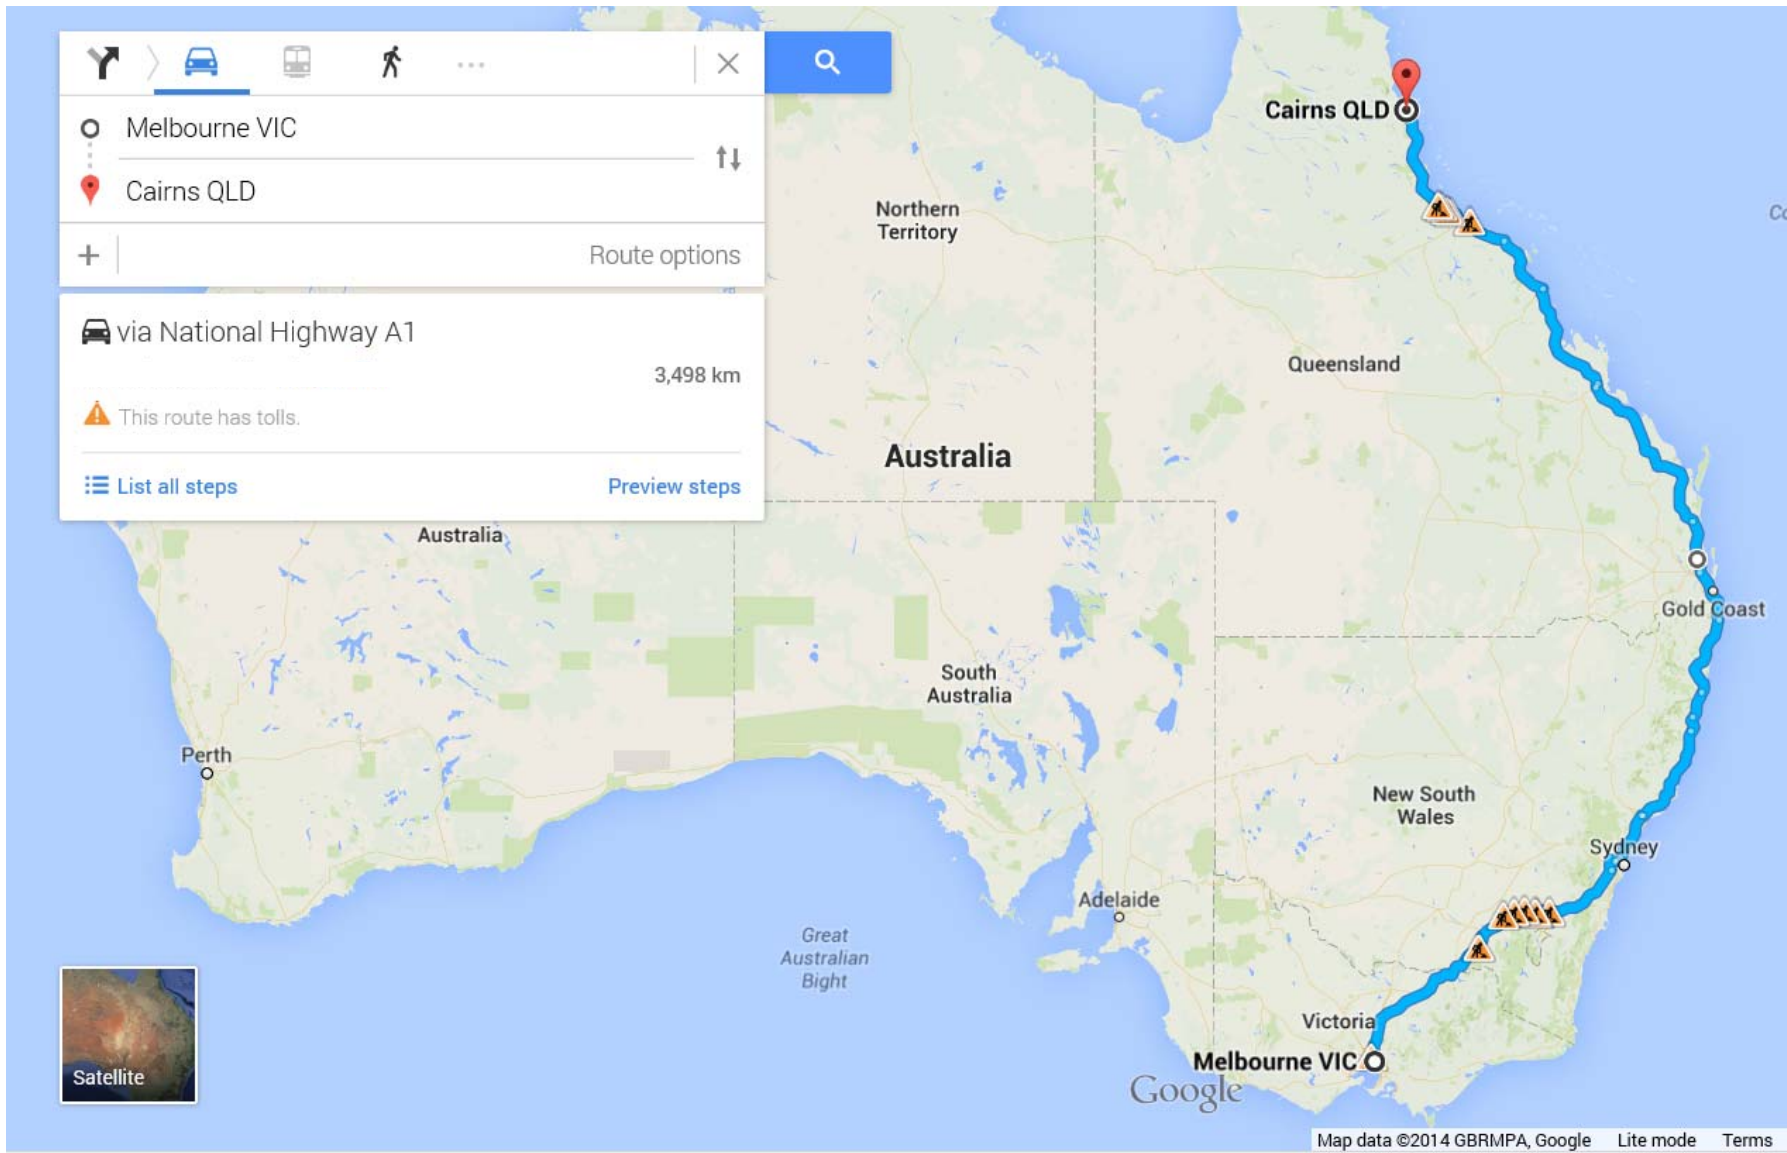 Melbourne VIC
Cairns QLD
Route options
via National Highway A1
3,498 km
This route has tolls.
List all steps
Preview steps
Cairns QLD
Northern
Territory
Queensland
Australia
Australia
Gold Coast
South
Australia
Perth
New South
Wales
Sydney
Adelaide
Great
Australian
Bight
Victoria
Melbourne VIC
Google
Satellite
Map data ©2014 GBRMPA, Google Lite mode Terms